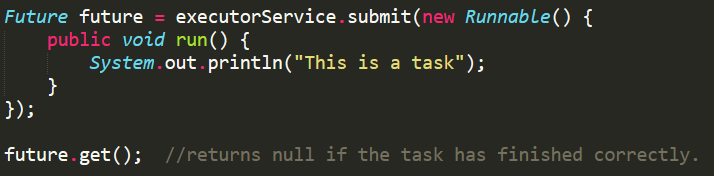 Future future = executorService.submit(new Runnable() {
    public void run() {
        System.out.println("This is a task");
    }
});
future.get();  //returns null if the task has finished correctly.